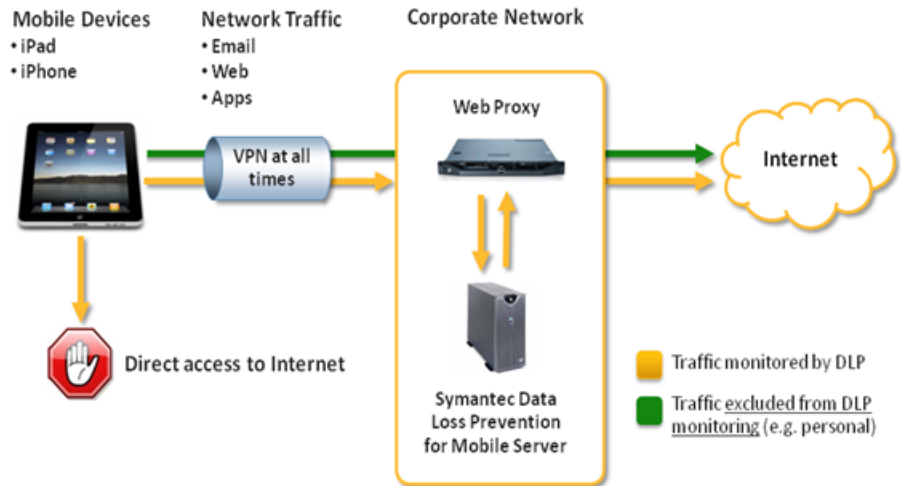 Mobile Devices
• iPad
• iPhone
Network Traffic
• Email
• Web
• Apps
Corporate Network
Web Proxy
VPN at all
times
Internet
Direct access to Internet
Symantec Data
Loss Prevention
for Mobile Server
Traffic monitored by DLP
Traffic excluded from DLP
monitoring (e.g. personal)